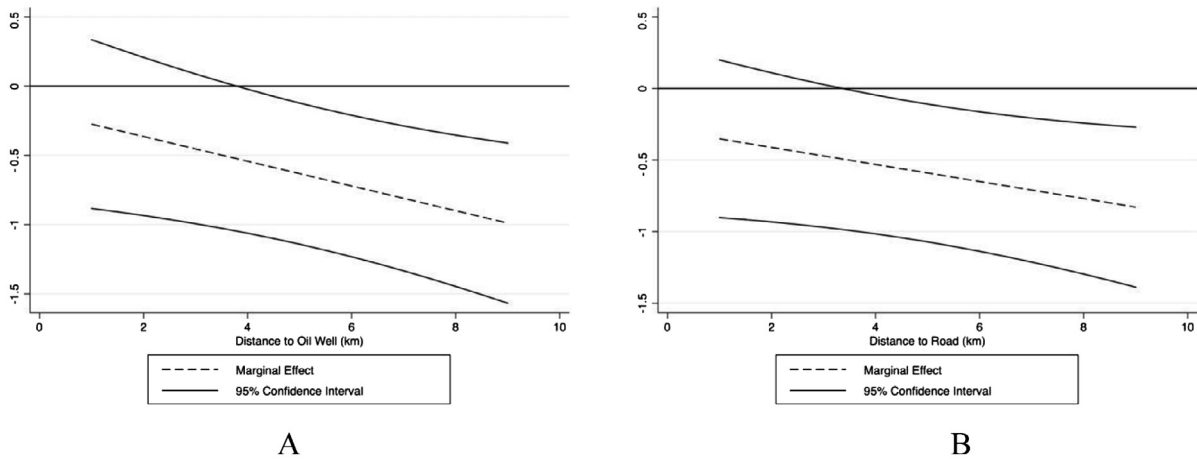 0.5
0
-0.5
-1
-1.5
0 2 4 6 8 10
Distance to Oil Well (km)
Marginal Effect
95% Confidence Interval
A
0.5
0
-0.5
-1
-1.5
0 2 4 6 8 10
Distance to Road (km)
Marginal Effect
95% Confidence Interval
B